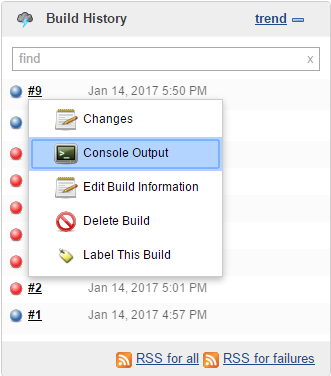 Build History trend
find x
#9 Jan 14, 2017 5:50 PM
Changes
Console Output
Edit Build Information
Delete Build
Label This Build
#2 Jan 14, 2017 5:01 PM
#1 Jan 14, 2017 4:57 PM
RSS for all RSS for failures